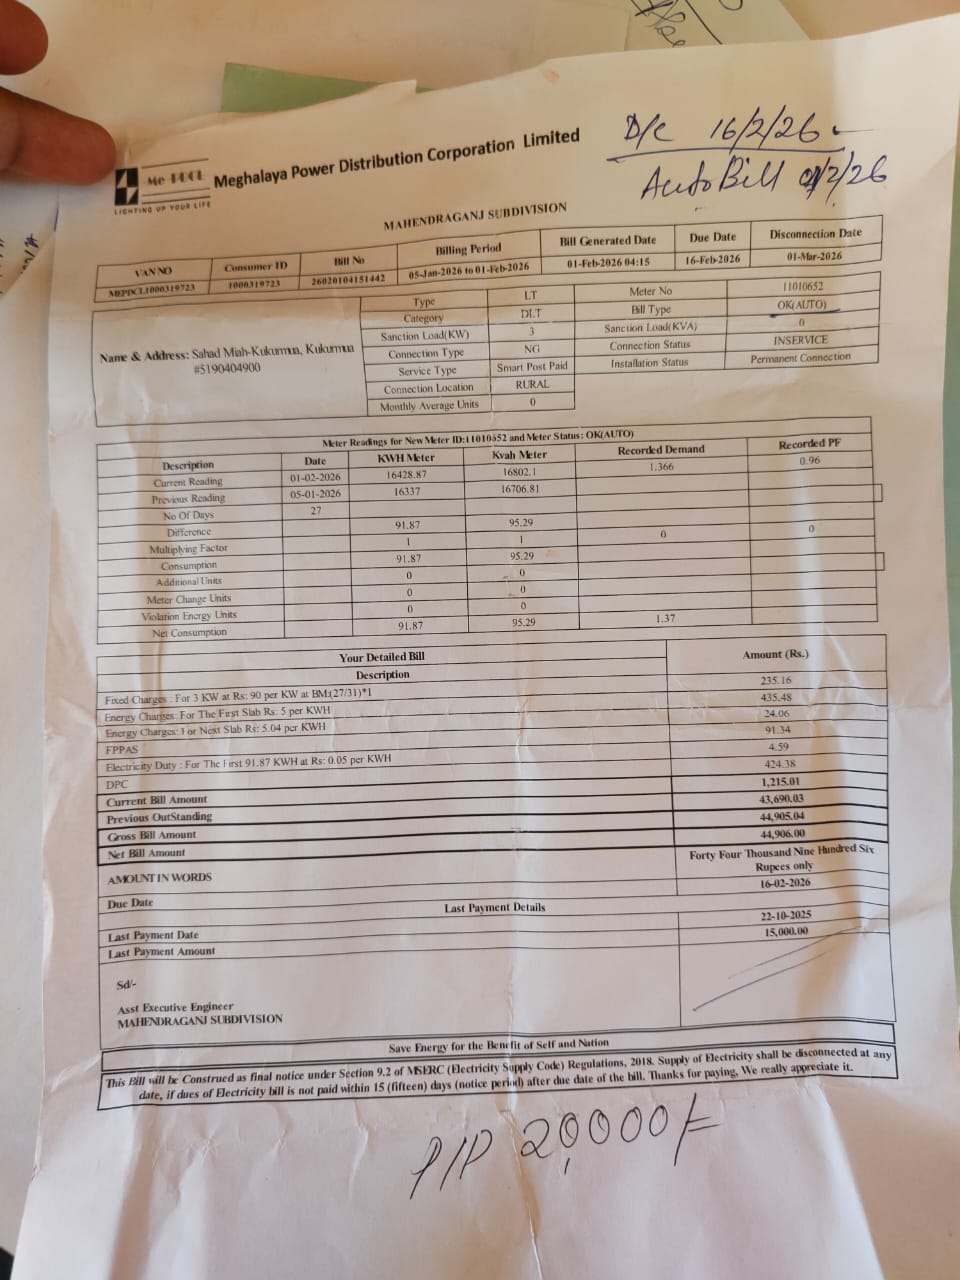 D/c 16/2/26
Auto Bill 01/2/26
Me PDCL
LIGHTING UP YOUR LIFE
Meghalaya Power Distribution Corporation Limited
MAHENDRAGANJ SUBDIVISION
VAN NO Consumer ID Bill No Billing Period Bill Generated Date Due Date Disconnection Date
MEPDCL1000319723 1000319723 26020104151442 05-Jan-2026 to 01-Feb-2026 01-Feb-2026 04:15 16-Feb-2026 01-Mar-2026
Name & Address: Sahad Miah-Kukurmua, Kukurmua
#5190404900
Type LT Meter No 11010652
Category DLT Bill Type OK(AUTO)
Sanction Load(KW) 3 Sanction Load(KVA) 0
Connection Type NG Connection Status INSERVICE
Service Type Smart Post Paid Installation Status Permanent Connection
Connection Location RURAL
Monthly Average Units 0
Meter Readings for New Meter ID:11010652 and Meter Status: OK(AUTO)
Description Date KWH Meter Kvah Meter Recorded Demand Recorded PF
Current Reading 01-02-2026 16428.87 16802.1 1.366 0.96
Previous Reading 05-01-2026 16337 16706.81
No Of Days 27
Difference 91.87 95.29
Multiplying Factor 1 1 0 0
Consumption 91.87 95.29
Additional Units 0 0
Meter Change Units 0 0
Violation Energy Units 0 0
Net Consumption 91.87 95.29 1.37
Your Detailed Bill
Description Amount (Rs.)
Fixed Charges : For 3 KW at Rs: 90 per KW at BM:(27/31)*1 235.16
Energy Charges: For The First Slab Rs: 5 per KWH 435.48
Energy Charges: For Next Slab Rs: 5.04 per KWH 24.06
FPPAS 91.34
Electricity Duty : For The First 91.87 KWH at Rs: 0.05 per KWH 4.59
DPC 424.38
Current Bill Amount 1,215.01
Previous OutStanding 43,690.03
Gross Bill Amount 44,905.04
Net Bill Amount 44,906.00
AMOUNT IN WORDS Forty Four Thousand Nine Hundred Six
Rupees only
Due Date 16-02-2026
Last Payment Details
Last Payment Date 22-10-2025
Last Payment Amount 15,000.00
Sd/-
Asst Executive Engineer
MAHENDRAGANJ SUBDIVISION
Save Energy for the Benefit of Self and Nation
This Bill will be Construed as final notice under Section 9.2 of MSERC (Electricity Supply Code) Regulations, 2018. Supply of Electricity shall be disconnected at any
date, if dues of Electricity bill is not paid within 15 (fifteen) days (notice period) after due date of the bill. Thanks for paying, We really appreciate it.
P/P 20,000/-